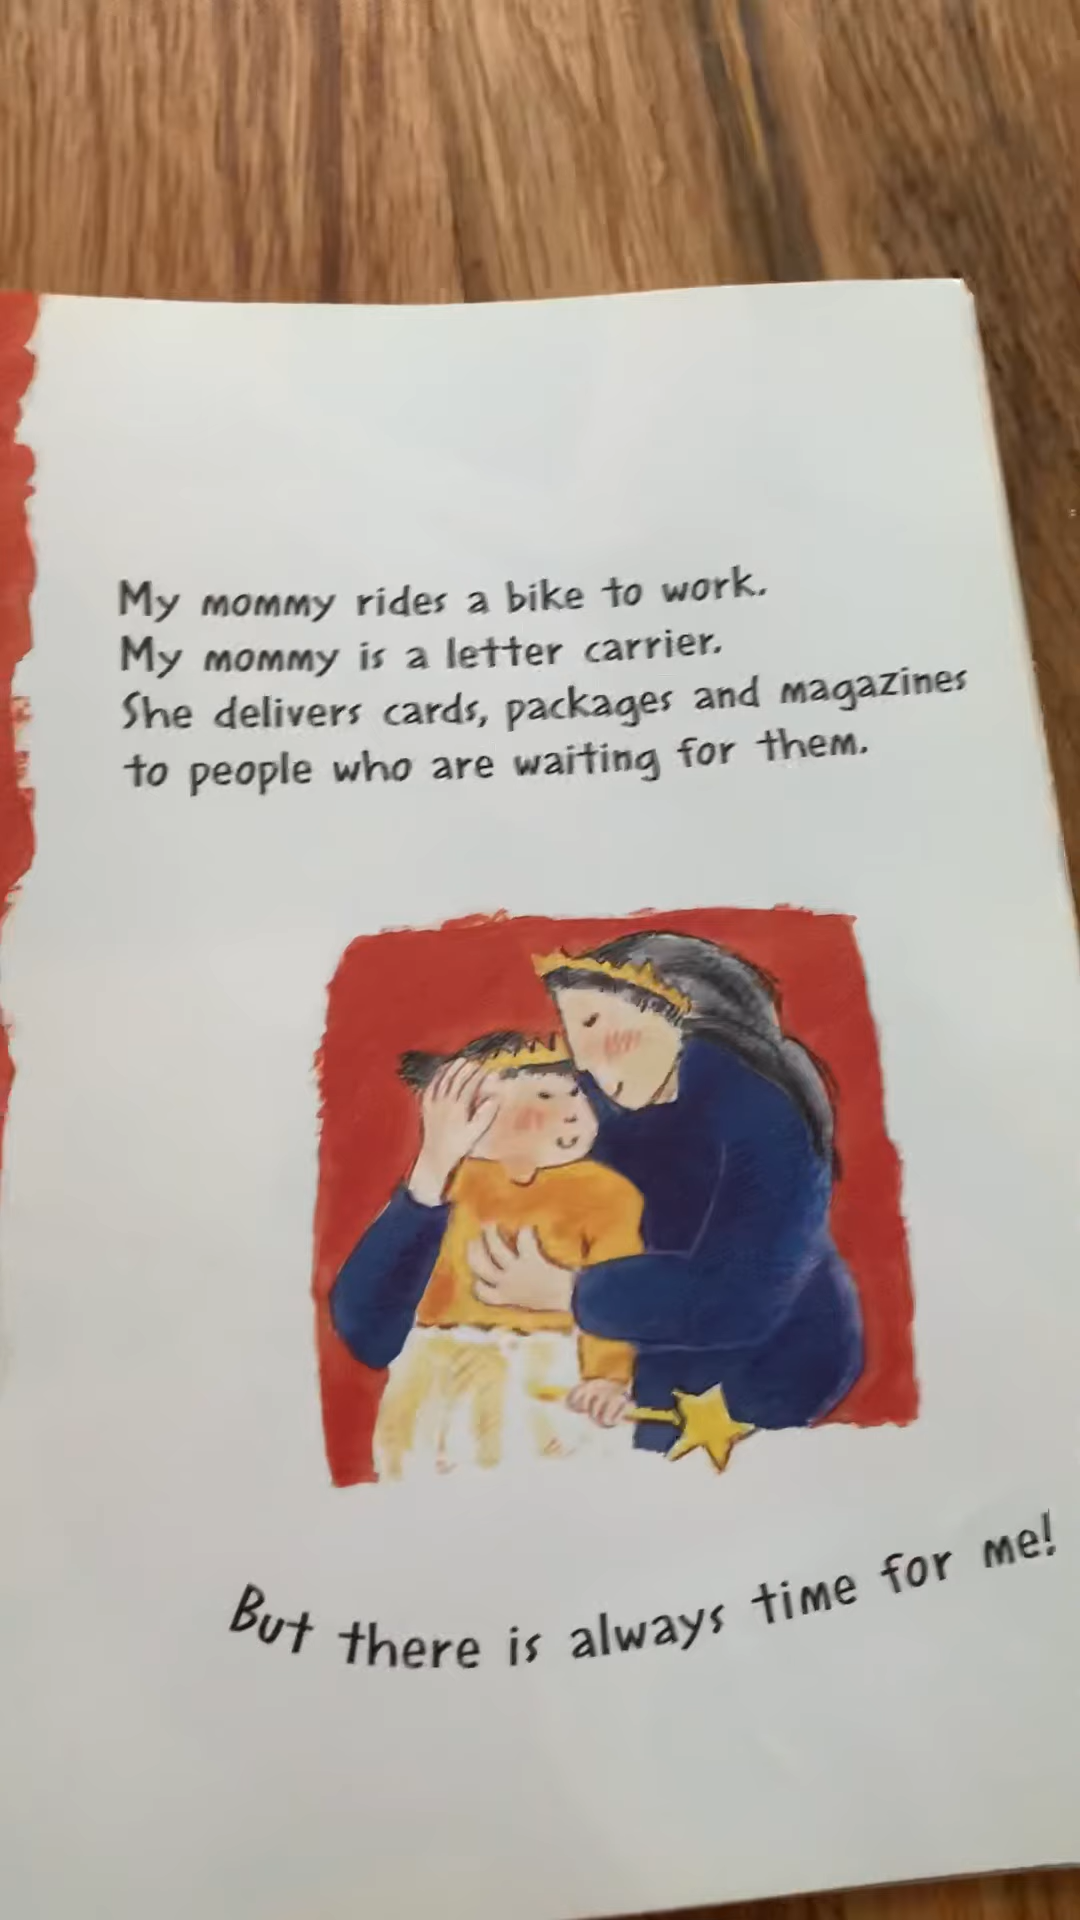 My mommy rides a bike to work.
My mommy is a letter carrier.
She delivers cards, packages and magazines
to people who are waiting for them.
But there is always time for me!